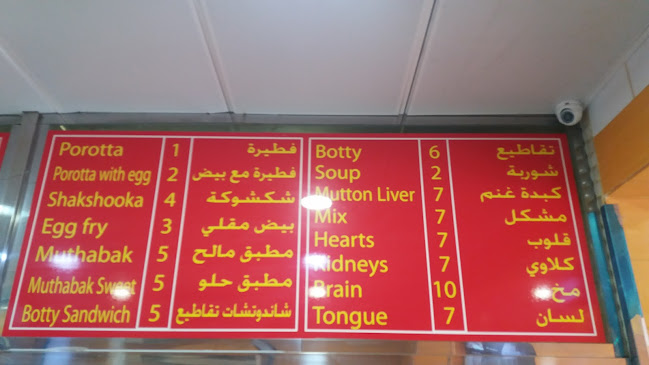 Porotta 1 فطيرة
Porotta with egg 2 فطيرة مع بيض
Shakshooka 4 شكشوكة
Egg fry 3 بيض مقلي
Muthabak 5 مطبق مالح
Muthabak Sweet 5 مطبق حلو
Botty Sandwich 5 شاندوتشات تقاطيع
Botty 6 تقاطيع
Soup 2 شوربة
Mutton Liver 7 كبدة غنم
Mix 7 مشكل
Hearts 7 قلوب
Kidneys 7 كلاوي
Brain 10 مخ
Tongue 7 لسان